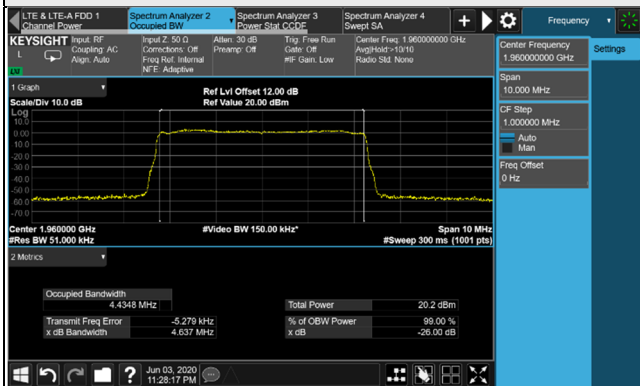 LTE & LTE-A FDD 1
Channel Power
Spectrum Analyzer 2
Occupied BW
Spectrum Analyzer 3
Power Stat CCDF
Spectrum Analyzer 4
Swept SA
Frequency
KEYSIGHT
L
Input: RF
Coupling: AC
Align: Auto
Input Z: 50 Ω
Corrections: Off
Freq Ref: Internal
NFE: Adaptive
Atten: 30 dB
Preamp: Off
Trig: Free Run
Gate: Off
#IF Gain: Low
Center Freq: 1.960000000 GHz
Avg|Hold:>10/10
Radio Std: None
Center Frequency
1.960000000 GHz
Settings
Span
10.000 MHz
CF Step
1.000000 MHz
Auto
Man
Freq Offset
0 Hz
1 Graph
Scale/Div 10.0 dB
Ref Lvl Offset 12.00 dB
Ref Value 20.00 dBm
Log
10.0
0.00
-10.0
-20.0
-30.0
-40.0
-50.0
-60.0
-70.0
Center 1.960000 GHz
#Res BW 51.000 kHz
#Video BW 150.00 kHz*
Span 10 MHz
#Sweep 300 ms (1001 pts)
2 Metrics
Occupied Bandwidth
4.4348 MHz
Total Power 20.2 dBm
Transmit Freq Error -5.279 kHz
% of OBW Power 99.00 %
x dB Bandwidth 4.637 MHz
x dB -26.00 dB
Jun 03, 2020
11:28:17 PM